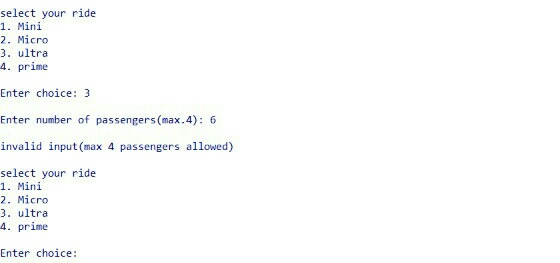 select your ride
1. Mini
2. Micro
3. ultra
4. prime
Enter choice: 3
Enter number of passengers(max.4): 6
invalid input(max 4 passengers allowed)
select your ride
1. Mini
2. Micro
3. ultra
4. prime
Enter choice: